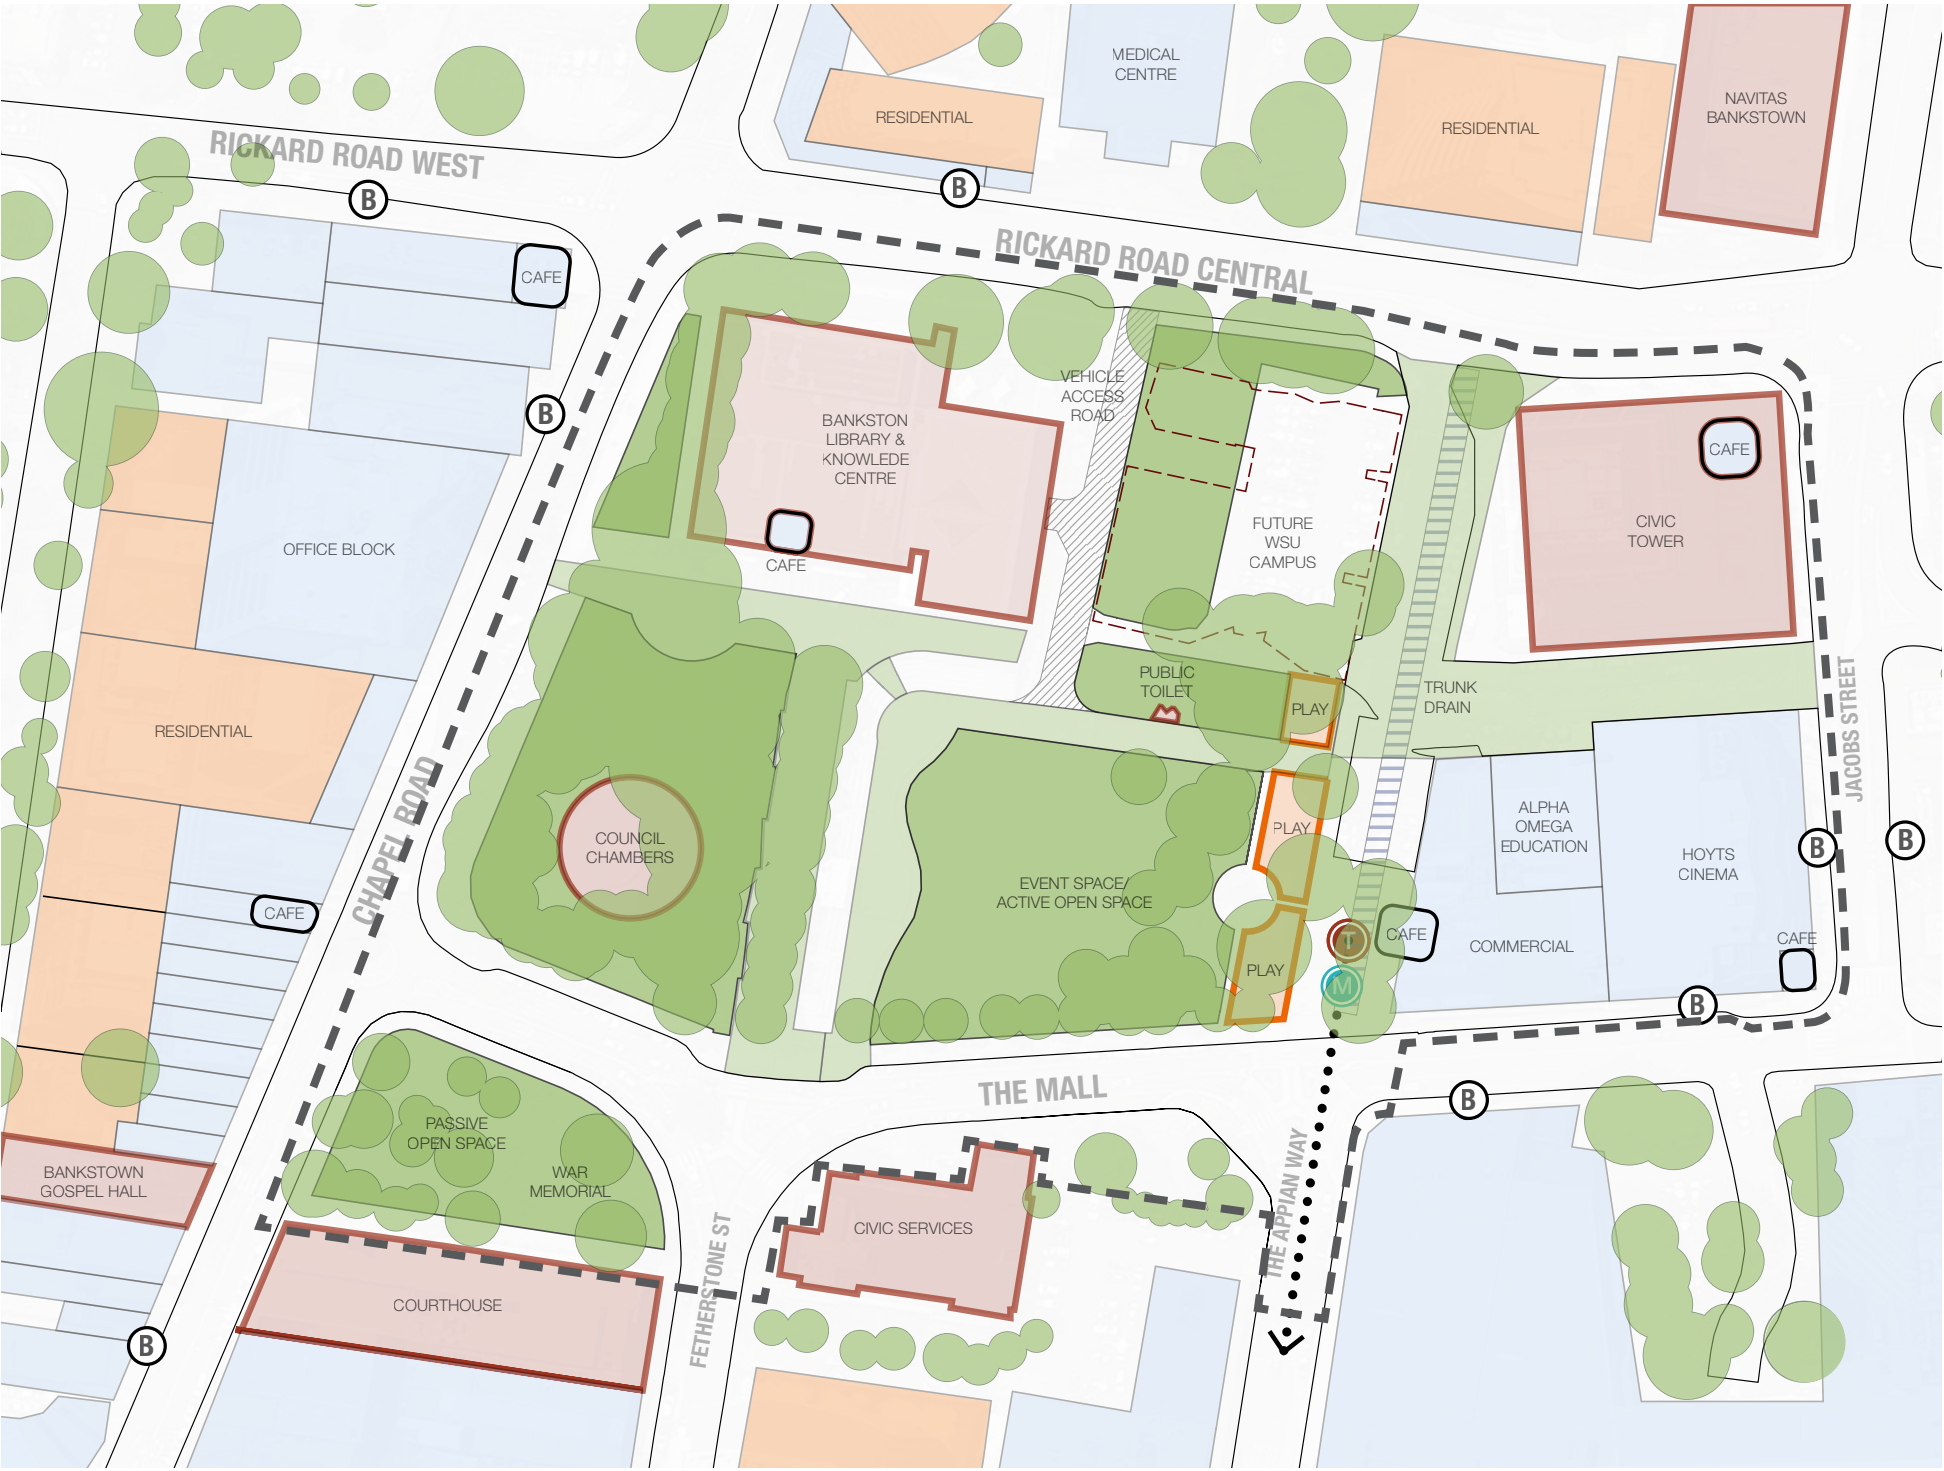 MEDICAL
CENTRE
RESIDENTIAL
RESIDENTIAL
NAVITAS
BANKSTOWN
RICKARD ROAD WEST
B
B
RICKARD ROAD CENTRAL
CAFE
B
VEHICLE
ACCESS
ROAD
BANKSTON
LIBRARY &
KNOWLEDE
CENTRE
CAFE
CAFE
CIVIC
TOWER
FUTURE
WSU
CAMPUS
OFFICE BLOCK
PUBLIC
TOILET
PLAY
TRUNK
DRAIN
JACOBS STREET
RESIDENTIAL
CHAPEL ROAD
COUNCIL
CHAMBERS
PLAY
ALPHA
OMEGA
EDUCATION
HOYTS
CINEMA
B
B
EVENT SPACE/
ACTIVE OPEN SPACE
CAFE
T
CAFE
COMMERCIAL
CAFE
PLAY
M
B
THE MALL
B
PASSIVE
OPEN SPACE
WAR
MEMORIAL
BANKSTOWN
GOSPEL HALL
CIVIC SERVICES
THE APPIAN WAY
FETHERSTONE ST
COURTHOUSE
B